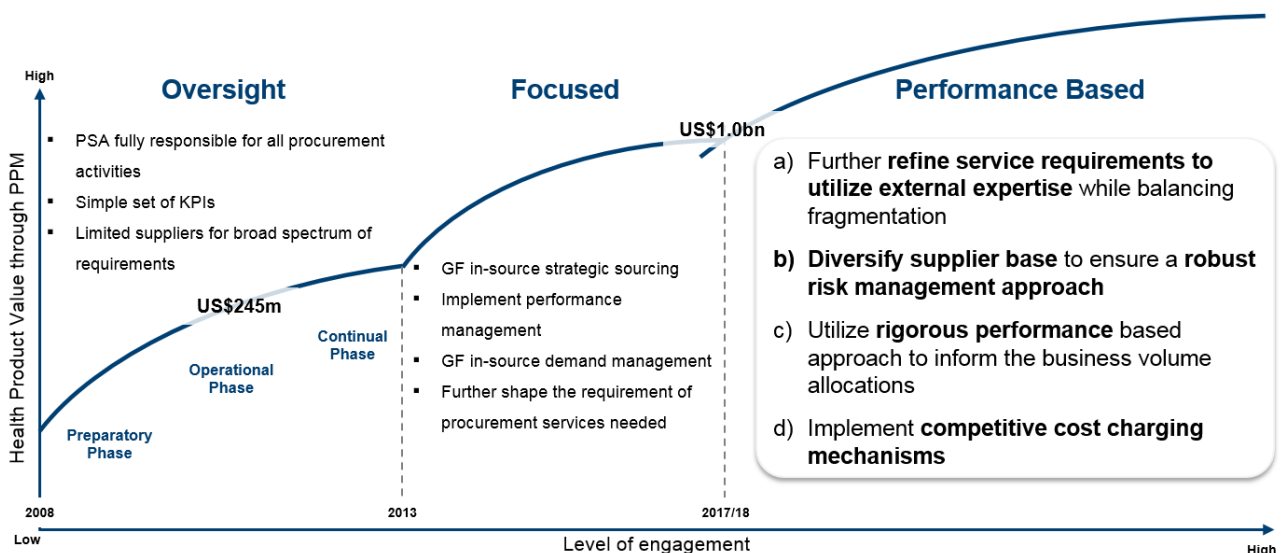 High
Health Product Value through PPM
Oversight
▪ PSA fully responsible for all procurement
activities
▪ Simple set of KPIs
▪ Limited suppliers for broad spectrum of
requirements
US$245m
Preparatory
Phase
Operational
Phase
Continual
Phase
Focused
US$1.0bn
▪ GF in-source strategic sourcing
▪ Implement performance
management
▪ GF in-source demand management
▪ Further shape the requirement of
procurement services needed
Performance Based
a) Further refine service requirements to
utilize external expertise while balancing
fragmentation
b) Diversify supplier base to ensure a robust
risk management approach
c) Utilize rigorous performance based
approach to inform the business volume
allocations
d) Implement competitive cost charging
mechanisms
2008
2013
2017/18
Low
Level of engagement
High